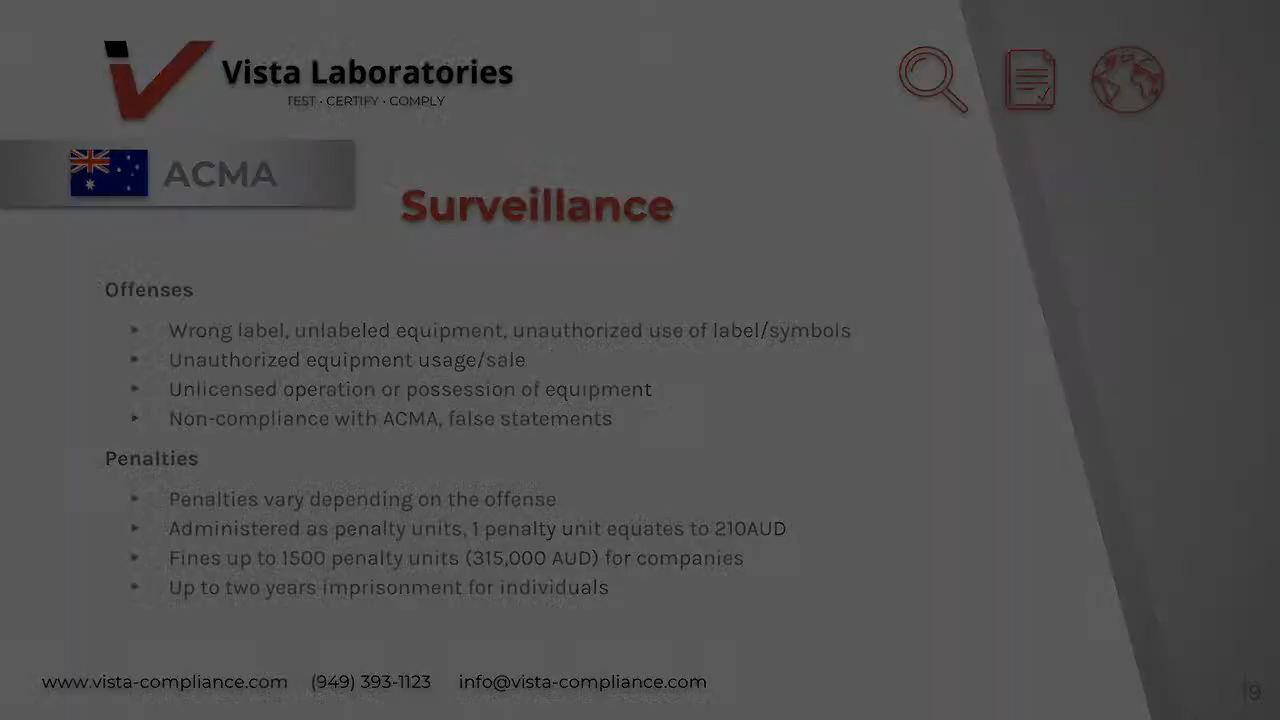 Vista Laboratories
TEST · CERTIFY · COMPLY
ACMA
Surveillance
Offenses
‣ Wrong label, unlabeled equipment, unauthorized use of label/symbols
‣ Unauthorized equipment usage/sale
‣ Unlicensed operation or possession of equipment
‣ Non-compliance with ACMA, false statements
Penalties
‣ Penalties vary depending on the offense
‣ Administered as penalty units, 1 penalty unit equates to 210AUD
‣ Fines up to 1500 penalty units (315,000 AUD) for companies
‣ Up to two years imprisonment for individuals
www.vista-compliance.com (949) 393-1123 info@vista-compliance.com
9